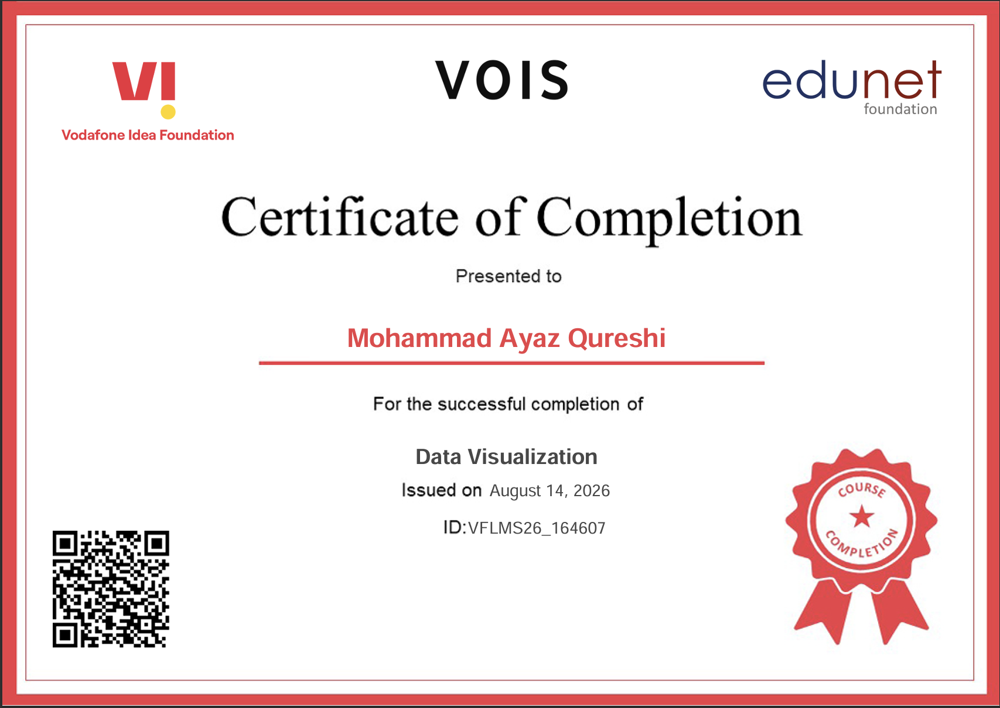 VI
Vodafone Idea Foundation
VOIS
edunet
foundation
Certificate of Completion
Presented to
Mohammad Ayaz Qureshi
For the successful completion of
Data Visualization
Issued on August 14, 2026
ID:VFLMS26_164607
COURSE
COMPLETION